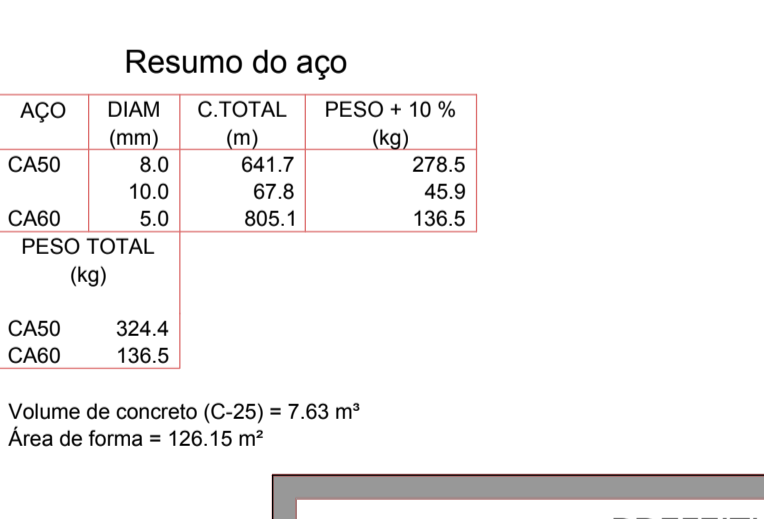 Resumo do aço
AÇO DIAM C.TOTAL PESO + 10 %
(mm) (m) (kg)
CA50 8.0 641.7 278.5
10.0 67.8 45.9
CA60 5.0 805.1 136.5
PESO TOTAL
(kg)
CA50 324.4
CA60 136.5
Volume de concreto (C-25) = 7.63 m³
Área de forma = 126.15 m²